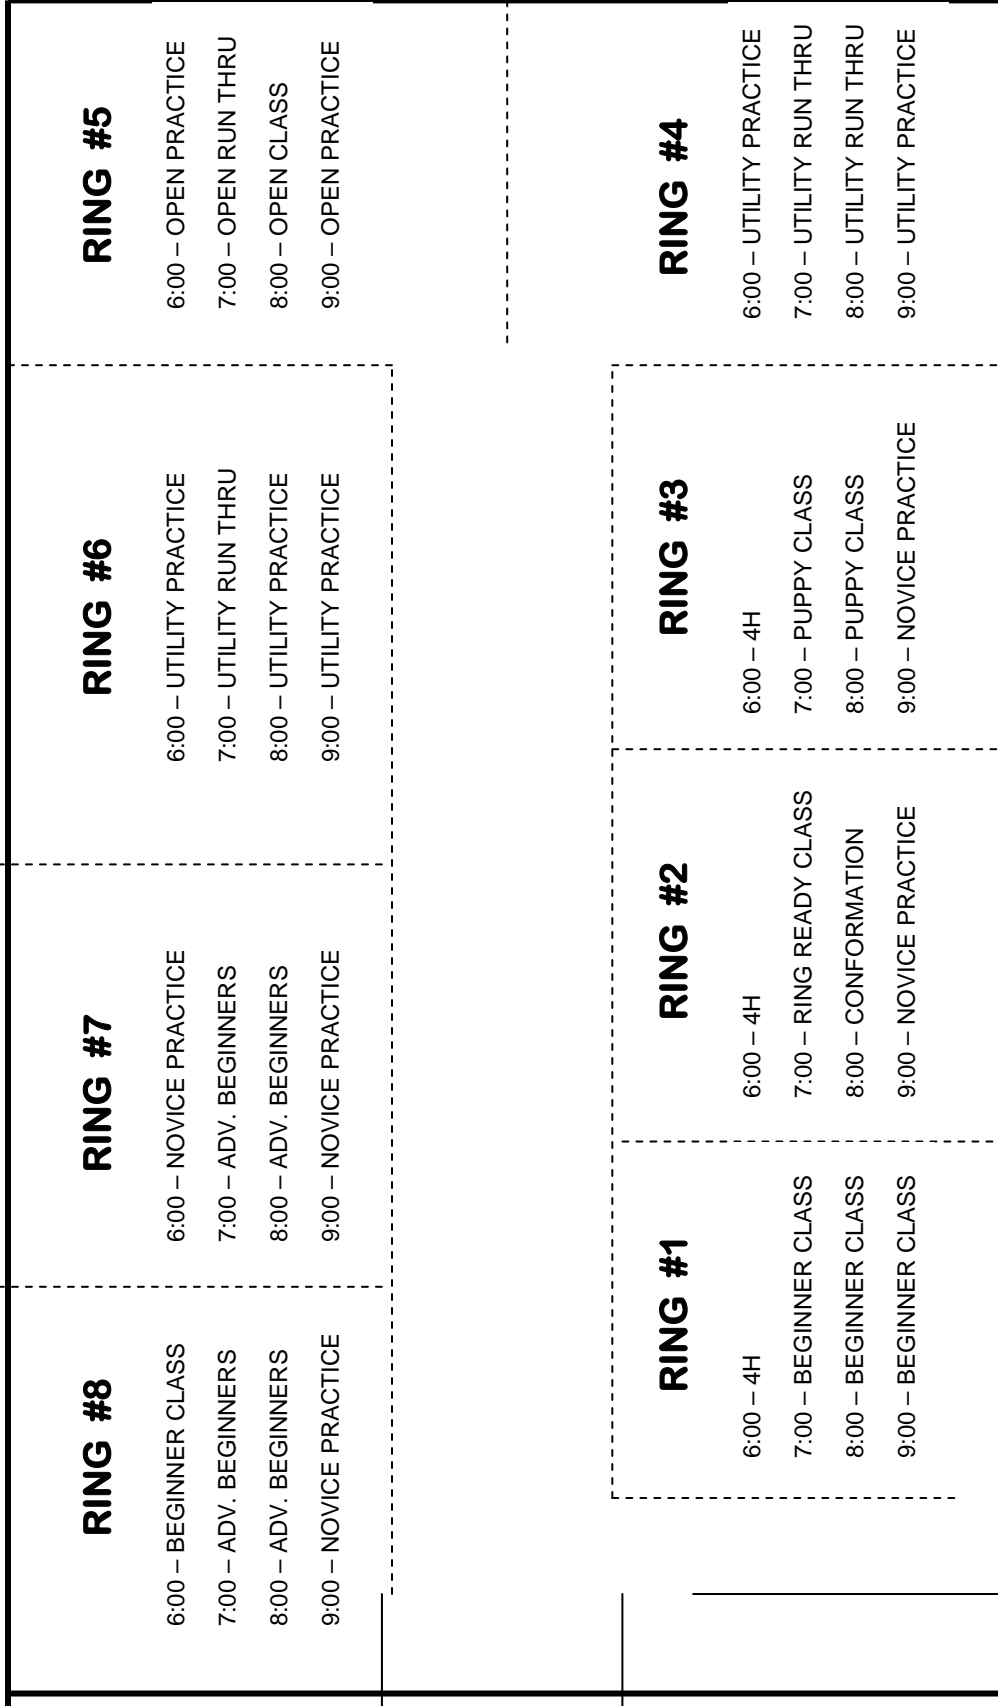 RING #8
6:00 – BEGINNER CLASS
7:00 – ADV. BEGINNERS
8:00 – ADV. BEGINNERS
9:00 – NOVICE PRACTICE
RING #7
6:00 – NOVICE PRACTICE
7:00 – ADV. BEGINNERS
8:00 – ADV. BEGINNERS
9:00 – NOVICE PRACTICE
RING #6
6:00 – UTILITY PRACTICE
7:00 – UTILITY RUN THRU
8:00 – UTILITY PRACTICE
9:00 – UTILITY PRACTICE
RING #5
6:00 – OPEN PRACTICE
7:00 – OPEN RUN THRU
8:00 – OPEN CLASS
9:00 – OPEN PRACTICE
RING #1
6:00 – 4H
7:00 – BEGINNER CLASS
8:00 – BEGINNER CLASS
9:00 – BEGINNER CLASS
RING #2
6:00 – 4H
7:00 – RING READY CLASS
8:00 – CONFORMATION
9:00 – NOVICE PRACTICE
RING #3
6:00 – 4H
7:00 – PUPPY CLASS
8:00 – PUPPY CLASS
9:00 – NOVICE PRACTICE
RING #4
6:00 – UTILITY PRACTICE
7:00 – UTILITY RUN THRU
8:00 – UTILITY RUN THRU
9:00 – UTILITY PRACTICE